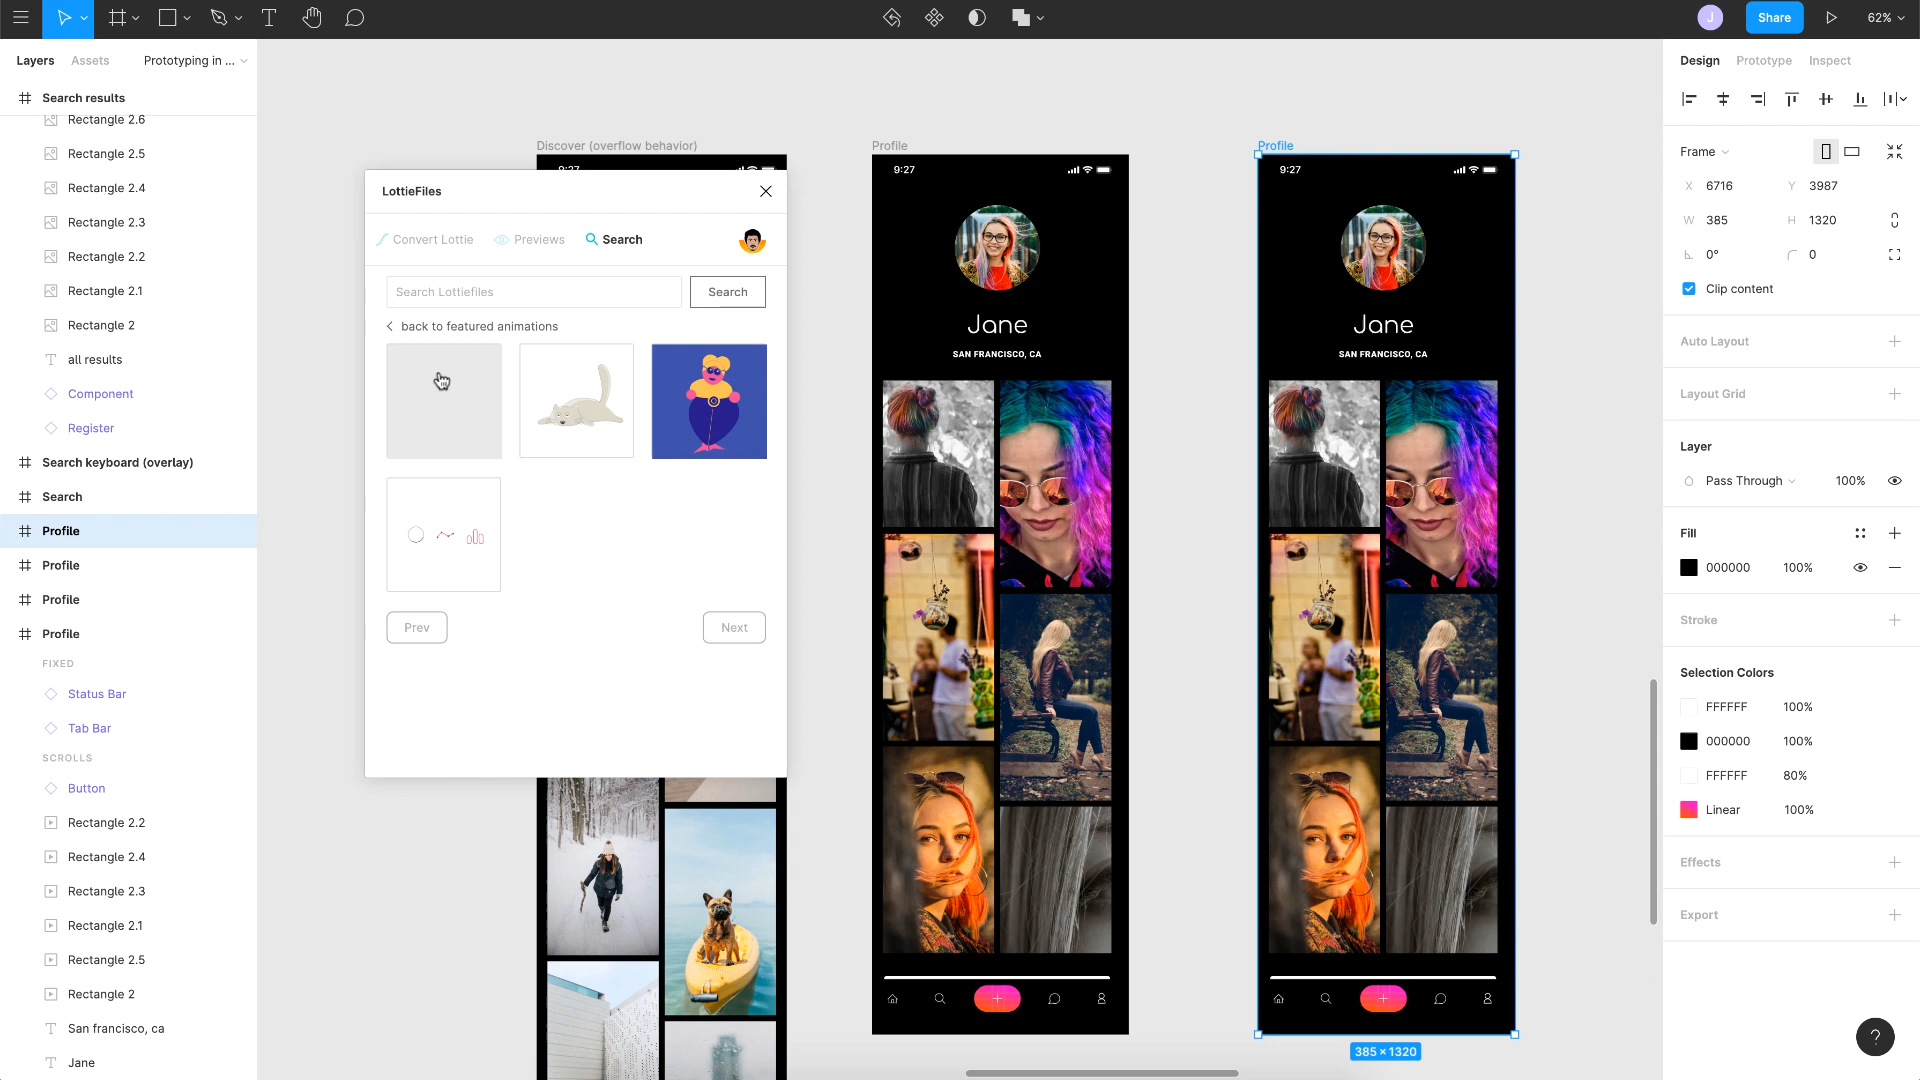 J
Share
62%
Layers
Assets
Prototyping in ...
Search results
Rectangle 2.6
Rectangle 2.5
Rectangle 2.4
Rectangle 2.3
Rectangle 2.2
Rectangle 2.1
Rectangle 2
all results
Component
Register
Search keyboard (overlay)
Search
Profile
Profile
Profile
Profile
FIXED
Status Bar
Tab Bar
SCROLLS
Button
Rectangle 2.2
Rectangle 2.4
Rectangle 2.3
Rectangle 2.1
Rectangle 2.5
Rectangle 2
San francisco, ca
Jane
Discover (overflow behavior)
9:27
LottieFiles
Convert Lottie
Previews
Search
Search Lottiefiles
Search
back to featured animations
Prev
Next
Profile
9:27
Jane
SAN FRANCISCO, CA
Profile
9:27
Jane
SAN FRANCISCO, CA
385 × 1320
Design
Prototype
Inspect
Frame
X 6716
Y 3987
W 385
H 1320
0°
0
Clip content
Auto Layout
Layout Grid
Layer
Pass Through
100%
Fill
000000 100%
Stroke
Selection Colors
FFFFFF 100%
000000 100%
FFFFFF 80%
Linear 100%
Effects
Export
?